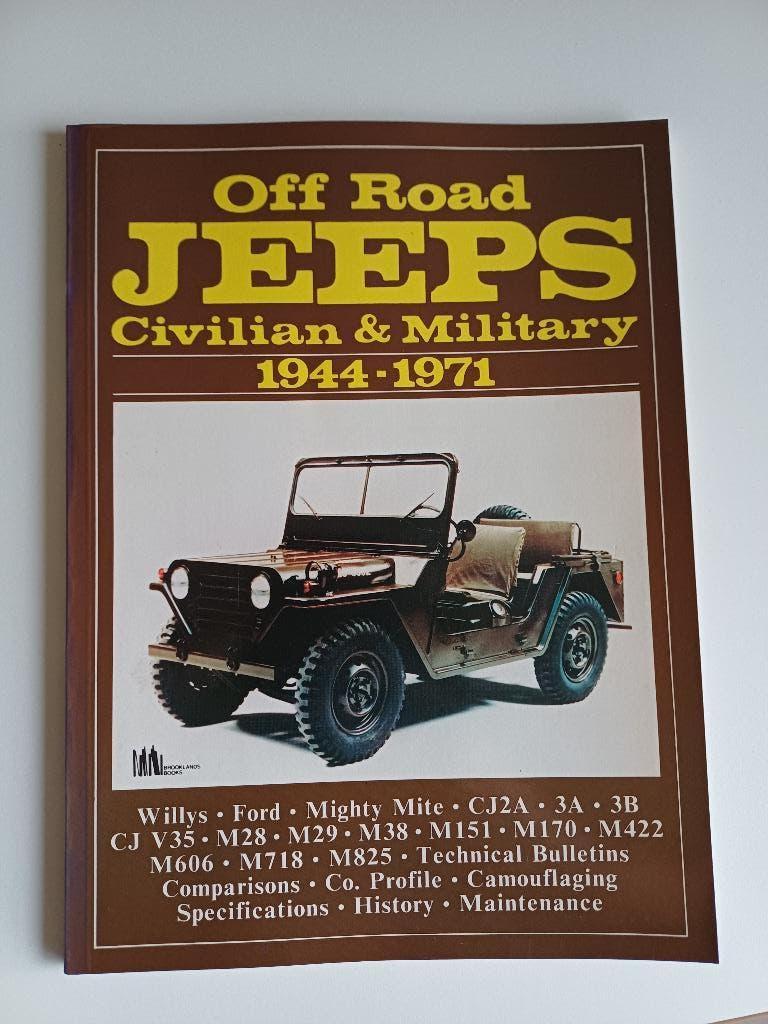 Off Road
JEEPS
Civilian & Military
1944-1971
BROOKLANDS
BOOKS
Willys • Ford • Mighty Mite • CJ2A • 3A • 3B
CJ V35 • M28 • M29 • M38 • M151 • M170 • M422
M606 • M718 • M825 • Technical Bulletins
Comparisons • Co. Profile • Camouflaging
Specifications • History • Maintenance